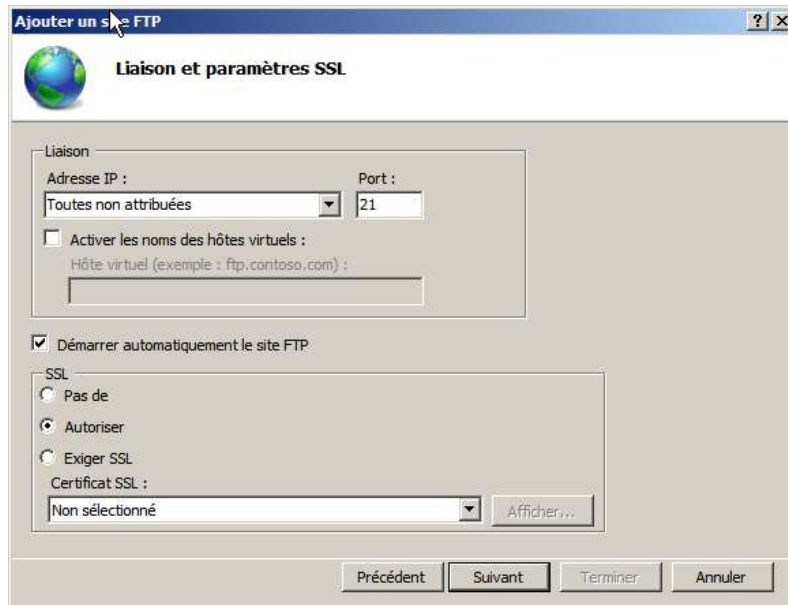 Ajouter un site FTP
Liaison et paramètres SSL
Liaison
Adresse IP : Port :
Toutes non attribuées 21
Activer les noms des hôtes virtuels :
Hôte virtuel (exemple : ftp.contoso.com) :
Démarrer automatiquement le site FTP
SSL
Pas de
Autoriser
Exiger SSL
Certificat SSL :
Non sélectionné Afficher...
Précédent Suivant Terminer Annuler